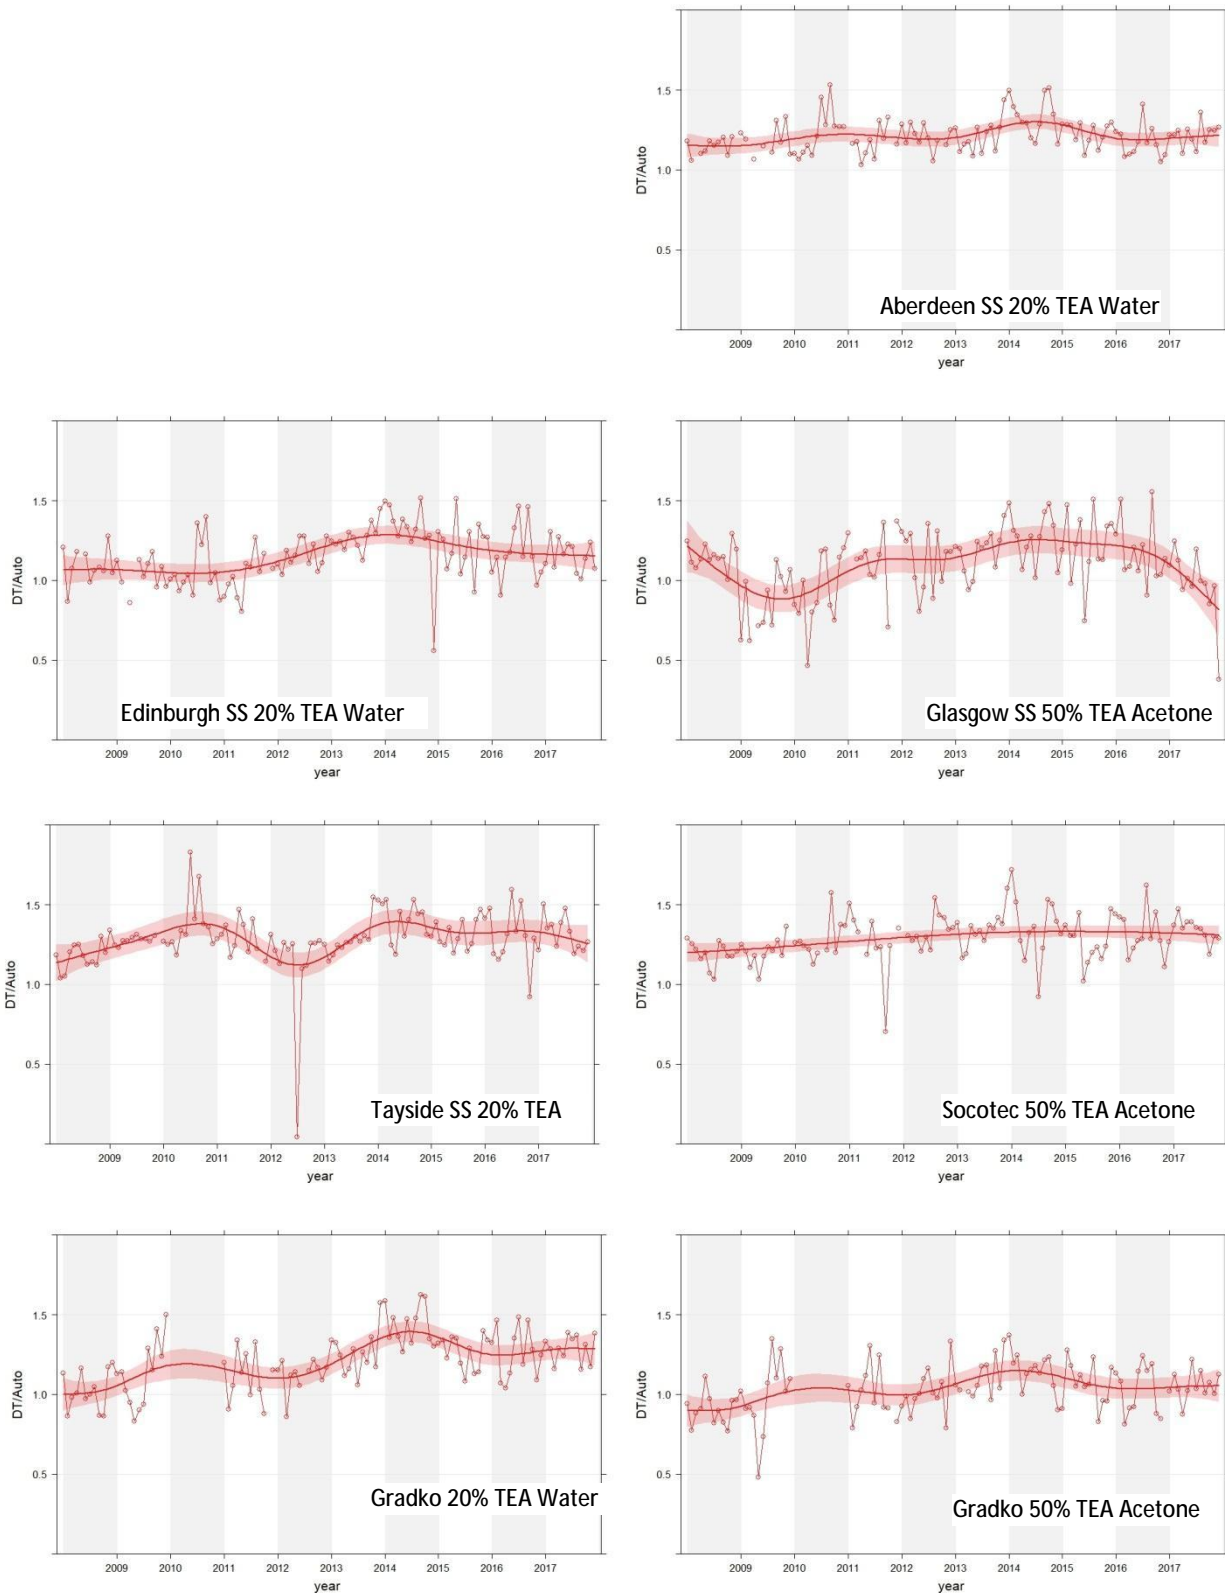 1.5
1.0
0.5
DT/Auto
Aberdeen SS 20% TEA Water
2009 2010 2011 2012 2013 2014 2015 2016 2017
year
1.5
1.0
0.5
DT/Auto
Edinburgh SS 20% TEA Water
2009 2010 2011 2012 2013 2014 2015 2016 2017
year
1.5
1.0
0.5
DT/Auto
Glasgow SS 50% TEA Acetone
2009 2010 2011 2012 2013 2014 2015 2016 2017
year
1.5
1.0
0.5
DT/Auto
Tayside SS 20% TEA
2009 2010 2011 2012 2013 2014 2015 2016 2017
year
1.5
1.0
0.5
DT/Auto
Socotec 50% TEA Acetone
2009 2010 2011 2012 2013 2014 2015 2016 2017
year
1.5
1.0
0.5
DT/Auto
Gradko 20% TEA Water
2009 2010 2011 2012 2013 2014 2015 2016 2017
year
1.5
1.0
0.5
DT/Auto
Gradko 50% TEA Acetone
2009 2010 2011 2012 2013 2014 2015 2016 2017
year